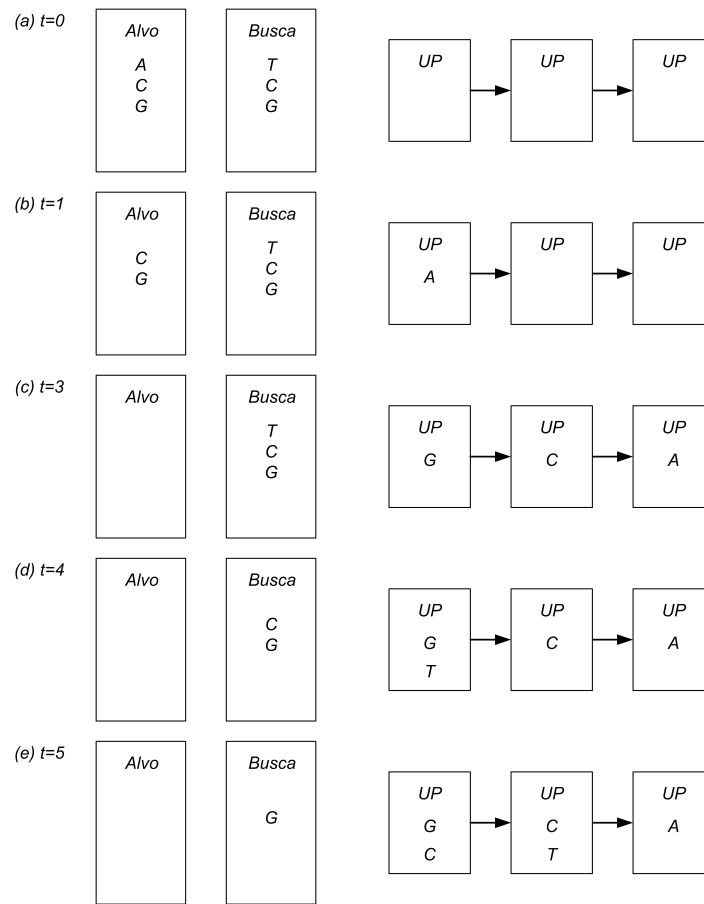 (a) t=0
Alvo Busca
UP UP UP
A T
C C
G G
(b) t=1
Alvo Busca
UP UP UP
T
C C
A
G G
(c) t=3
Alvo Busca
UP UP UP
T
C
G C A
G
(d) t=4
Alvo Busca
UP UP UP
C
G
G C A
T
(e) t=5
Alvo Busca
UP UP UP
G
G C A
C T